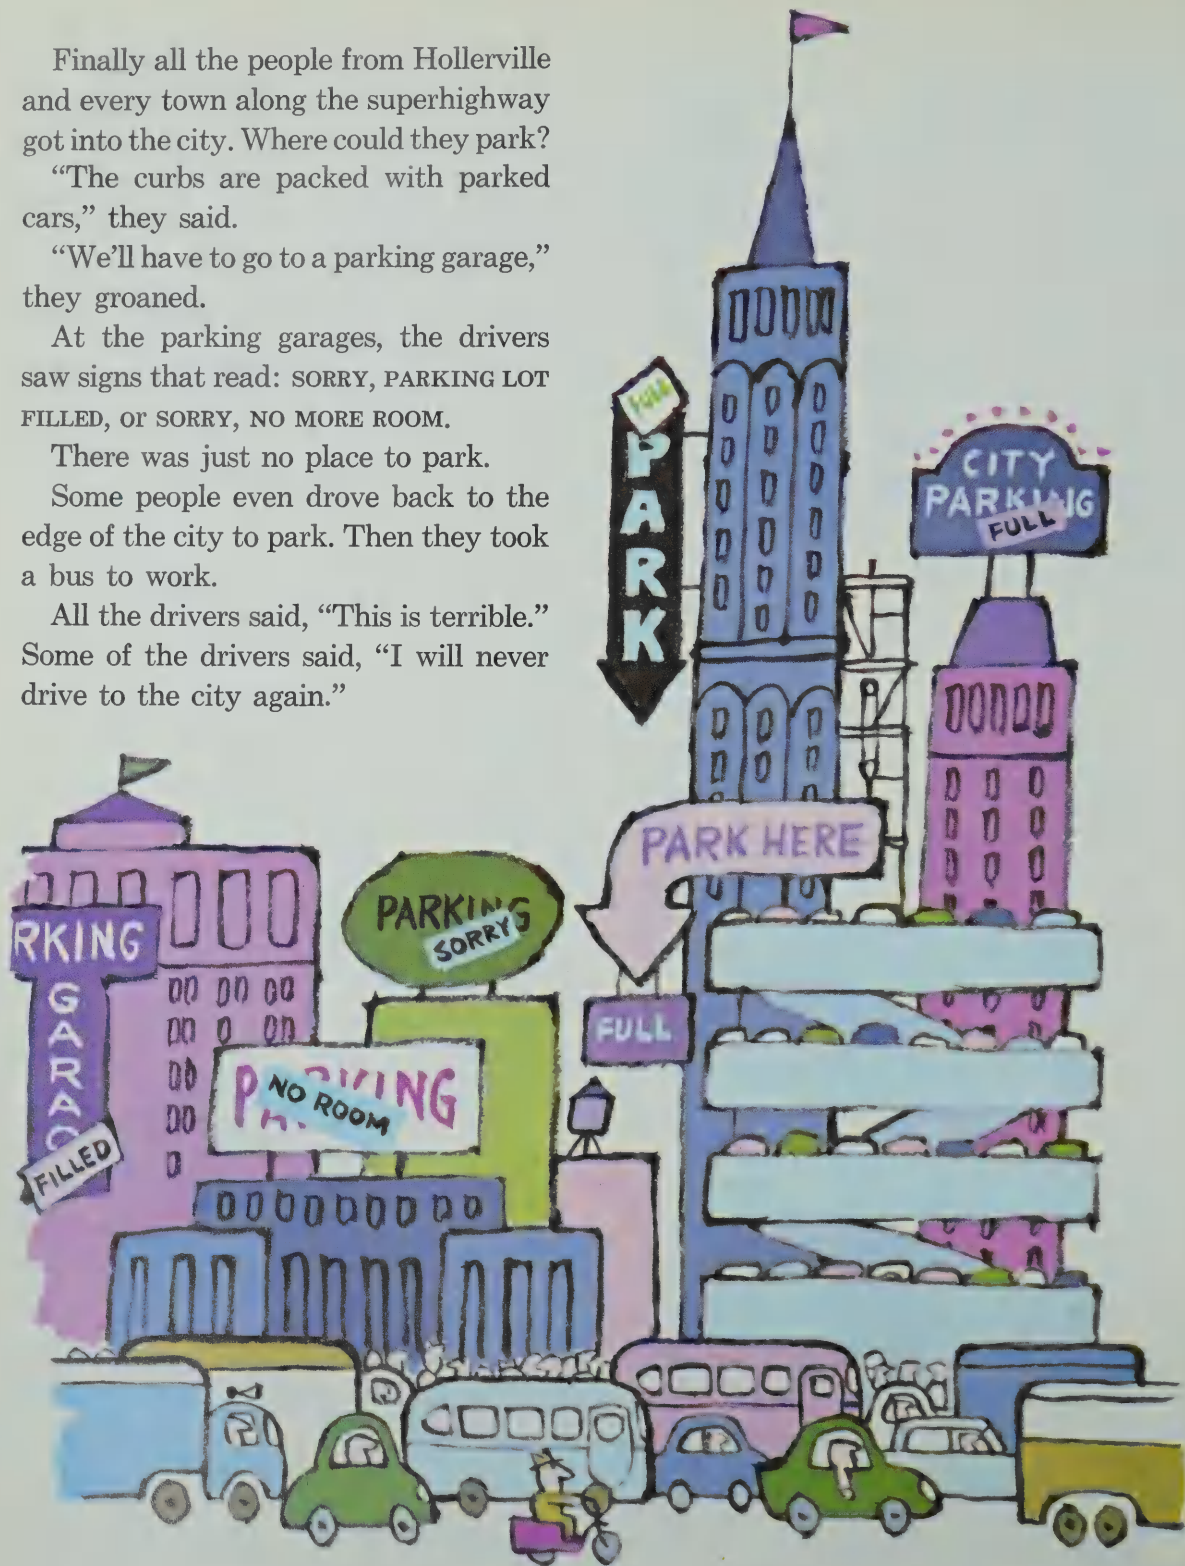 Finally all the people from Hollerville
and every town along the superhighway
got into the city. Where could they park?
“The curbs are packed with parked
cars,” they said.
“We’ll have to go to a parking garage,”
they groaned.
At the parking garages, the drivers
saw signs that read: SORRY, PARKING LOT
FILLED, or SORRY, NO MORE ROOM.
There was just no place to park.
Some people even drove back to the
edge of the city to park. Then they took
a bus to work.
All the drivers said, “This is terrible.”
Some of the drivers said, “I will never
drive to the city again.”
FULL
PARK
CITY
PARKING
FULL
PARK HERE
FULL
PARKING
SORRY
RKING
GARAG
FILLED
PARKING
NO ROOM